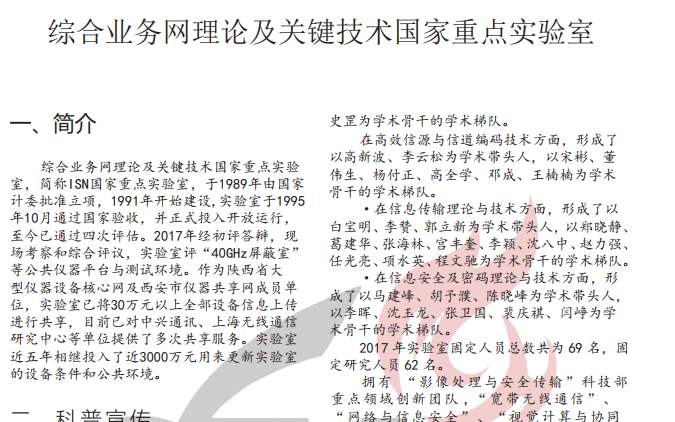 综合业务网理论及关键技术国家重点实验室
一、简介
综合业务网理论及关键技术国家重点实验
室，简称ISN国家重点实验室，于1989年由国家
计委批准立项，1991年开始建设，实验室于1995
年10月通过国家验收，并正式投入开放运行，
至今已通过四次评估。2017年经初评答辩，现
场考察和综合评议，实验室评“40GHz屏蔽室”
等公共仪器平台与测试环境。作为陕西省大
型仪器设备核心网及西安市仪器共享网成员单
位，实验室已将30万元以上全部设备信息上传
进行共享，目前已对中兴通讯、上海无线通信
研究中心等单位提供了多次共享服务。实验室
近五年相继投入了近3000万元用来更新实验室
的设备条件和公共环境。
二 科普宣传
史罡为学术骨干的学术梯队。
在高效信源与信道编码技术方面，形成了
以高新波、李云松为学术带头人，以宋彬、董
伟生、杨付正、高全学、邓成、王楠楠为学术
骨干的学术梯队。
·在信息传输理论与技术方面，形成了以
白宝明、李赞、郭立新为学术带头人，以郑晓静、
葛建华、张海林、宫丰奎、李颖、沈八中、赵力强、
任光亮、项水英、程文驰为学术骨干的学术梯队。
·在信息安全及密码理论与技术方面，形
成了以马建峰、胡予濮、陈晓峰为学术带头人，
以李晖、沈玉龙、张卫国、裴庆祺、闫峥为学
术骨干的学术梯队。
2017年实验室固定人员总数共为69名，固
定研究人员62名。
拥有“影像处理与安全传输”科技部
重点领域创新团队，“宽带无线通信”、
“网络与信息安全”、“视觉计算与协同